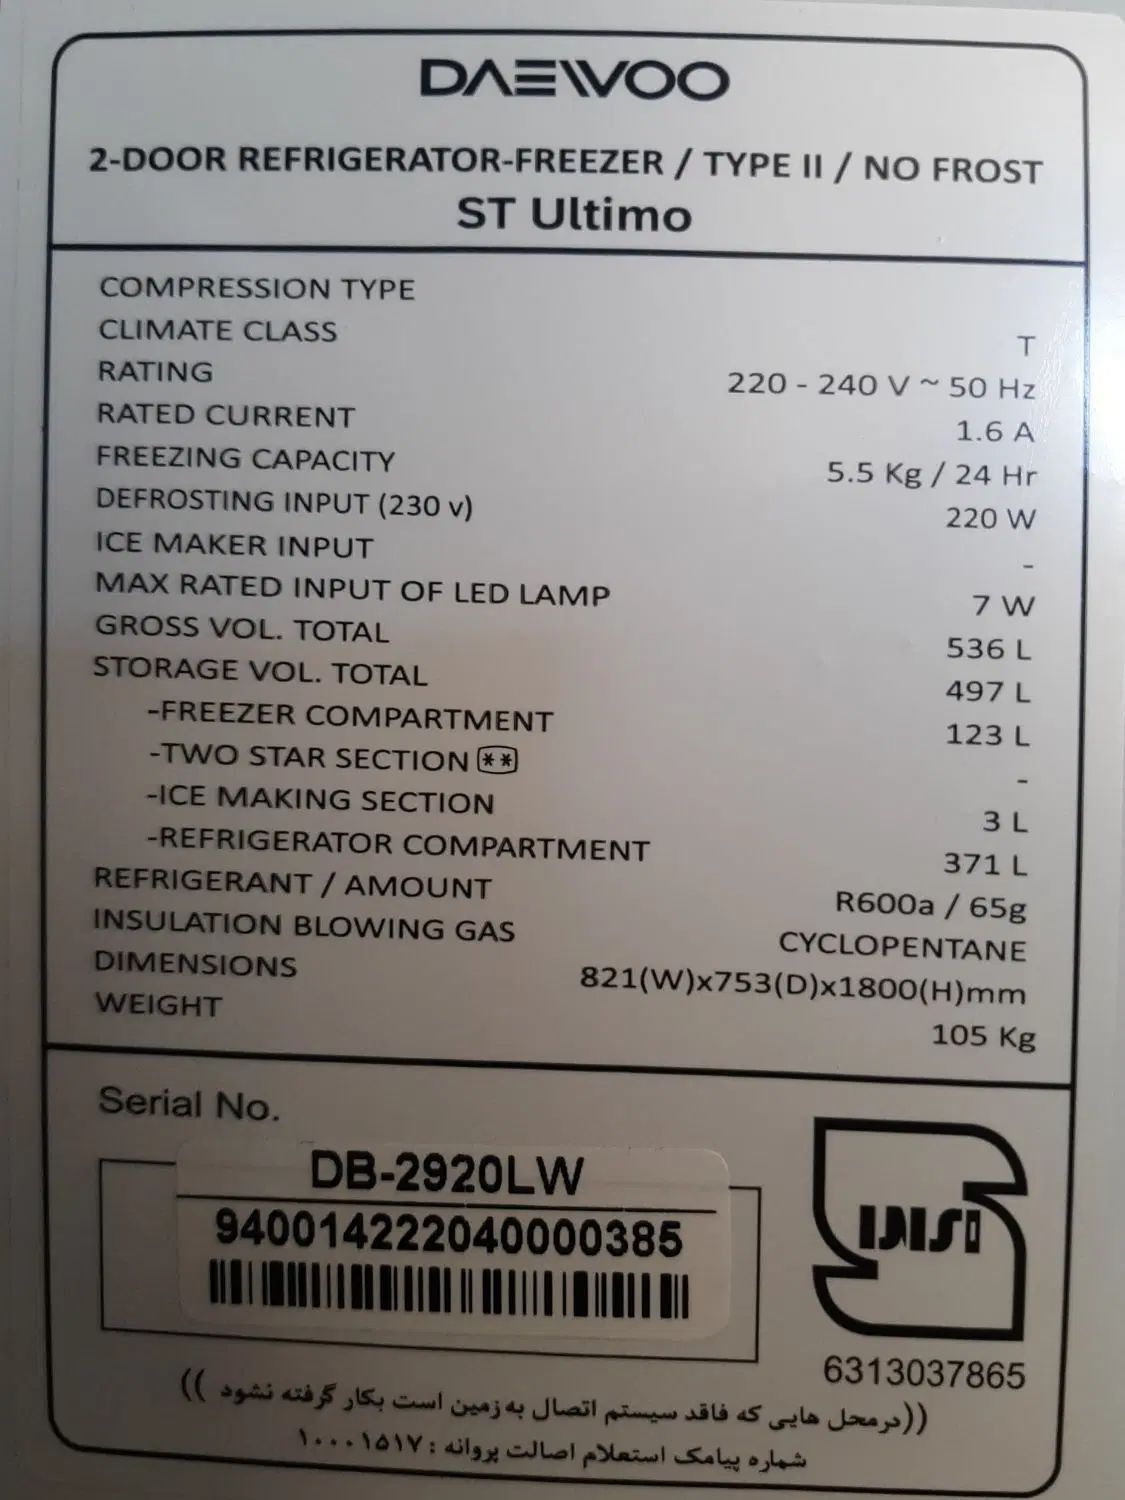 DAEWOO
2-DOOR REFRIGERATOR-FREEZER / TYPE II / NO FROST
ST Ultimo
COMPRESSION TYPE
CLIMATE CLASS T
RATING 220 - 240 V ~ 50 Hz
RATED CURRENT 1.6 A
FREEZING CAPACITY 5.5 Kg / 24 Hr
DEFROSTING INPUT (230 v) 220 W
ICE MAKER INPUT -
MAX RATED INPUT OF LED LAMP 7 W
GROSS VOL. TOTAL 536 L
STORAGE VOL. TOTAL 497 L
-FREEZER COMPARTMENT 123 L
-TWO STAR SECTION ** -
-ICE MAKING SECTION 3 L
-REFRIGERATOR COMPARTMENT 371 L
REFRIGERANT / AMOUNT R600a / 65g
INSULATION BLOWING GAS CYCLOPENTANE
DIMENSIONS 821(W)x753(D)x1800(H)mm
WEIGHT 105 Kg
Serial No.
DB-2920LW
940014222040000385
6313037865
((درمحل هایی که فاقد سیستم اتصال به زمین است بکار گرفته نشود ))
شماره پیامک استعلام اصالت پروانه : ۱۰۰۰۱۵۱۷